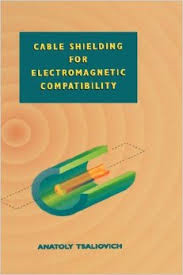 CABLE SHIELDING
FOR
ELECTROMAGNETIC
COMPATIBILITY
ANATOLY TSALIOVICH